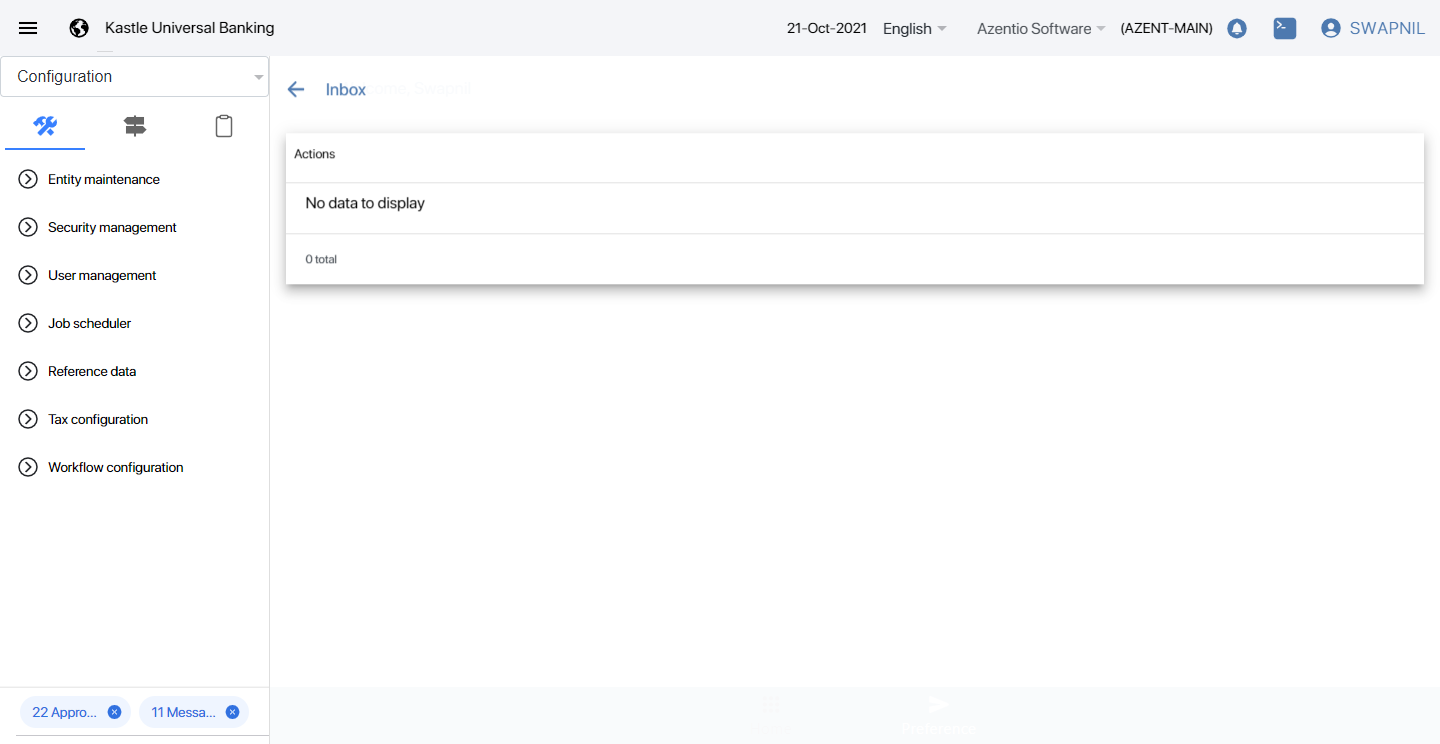 Kastle Universal Banking
21-Oct-2021 English Azentio Software (AZENT-MAIN) SWAPNIL
Configuration
Inbox
Actions
No data to display
0 total
Entity maintenance
Security management
User management
Job scheduler
Reference data
Tax configuration
Workflow configuration
22 Appro...
11 Messa...